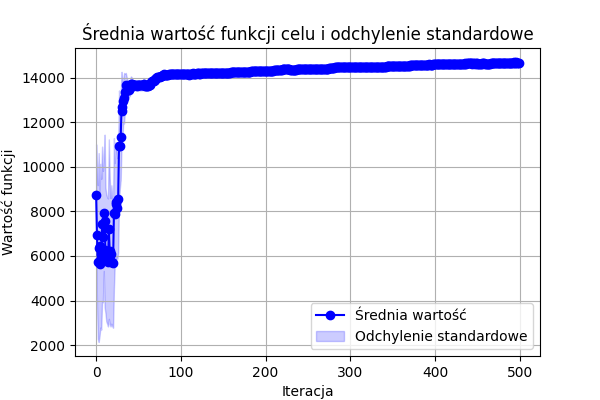 Średnia wartość funkcji celu i odchylenie standardowe
Wartość funkcji
14000
12000
10000
8000
6000
4000
2000
0 100 200 300 400 500
Iteracja
Średnia wartość
Odchylenie standardowe